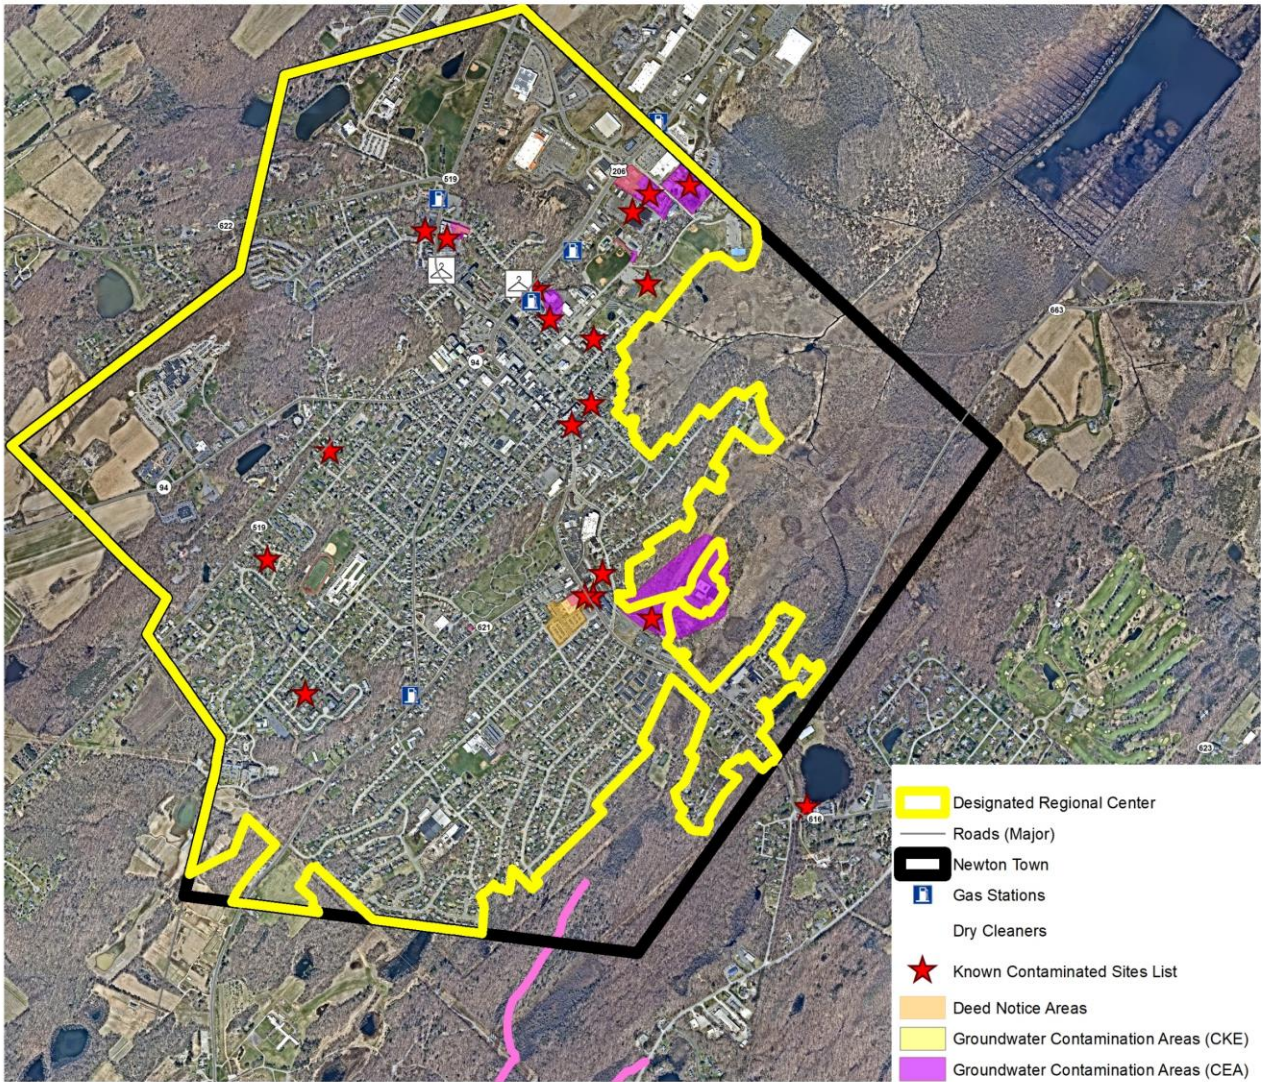 206
519
622
663
94
94
519
621
623
616
Designated Regional Center
Roads (Major)
Newton Town
Gas Stations
Dry Cleaners
Known Contaminated Sites List
Deed Notice Areas
Groundwater Contamination Areas (CKE)
Groundwater Contamination Areas (CEA)